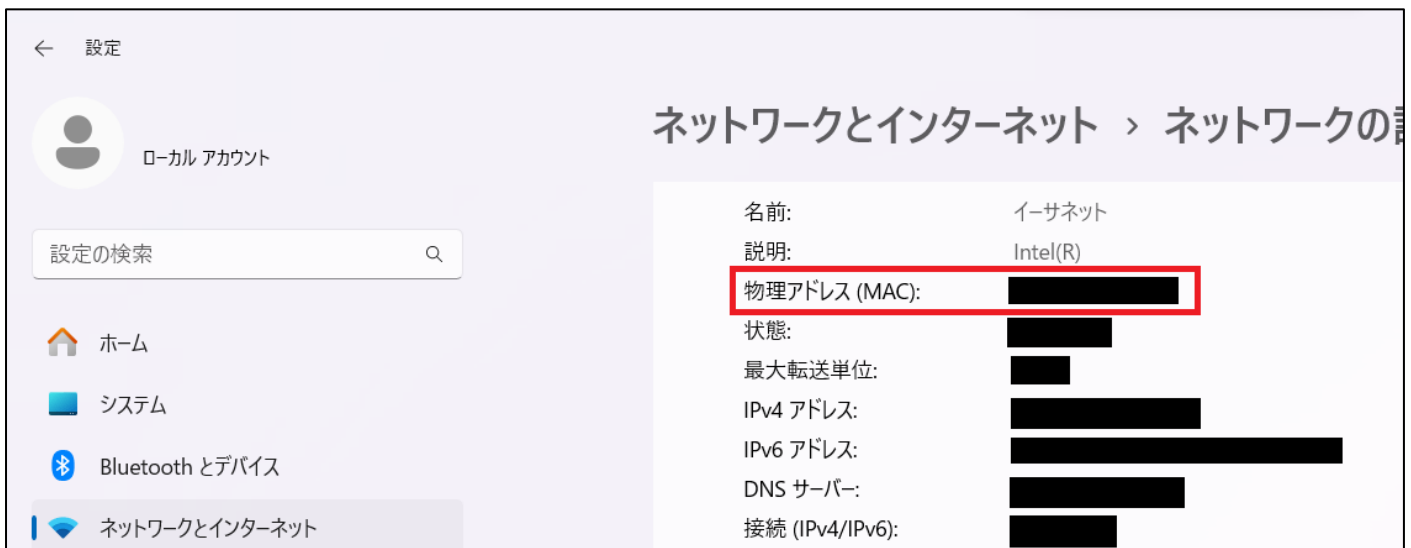 設定
ローカル アカウント
設定の検索
ホーム
システム
Bluetooth とデバイス
ネットワークとインターネット
ネットワークとインターネット › ネットワークの
名前: イーサネット
説明: Intel(R)
物理アドレス (MAC):
状態:
最大転送単位:
IPv4 アドレス:
IPv6 アドレス:
DNS サーバー:
接続 (IPv4/IPv6):